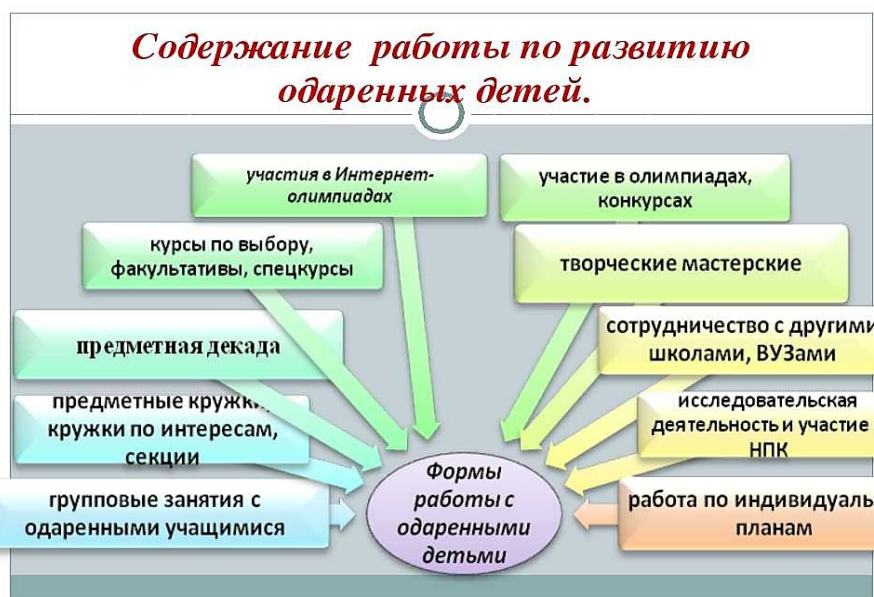 Содержание работы по развитию
одаренных детей.
участия в Интернет-
олимпиадах
участие в олимпиадах,
конкурсах
курсы по выбору,
факультативы, спецкурсы
творческие мастерские
предметная декада
сотрудничество с другими
школами, ВУЗами
предметные кружки,
кружки по интересам,
секции
исследовательская
деятельность и участие
НПК
групповые занятия с
одаренными учащимися
работа по
планам
Формы
работы с
одаренными
детьми